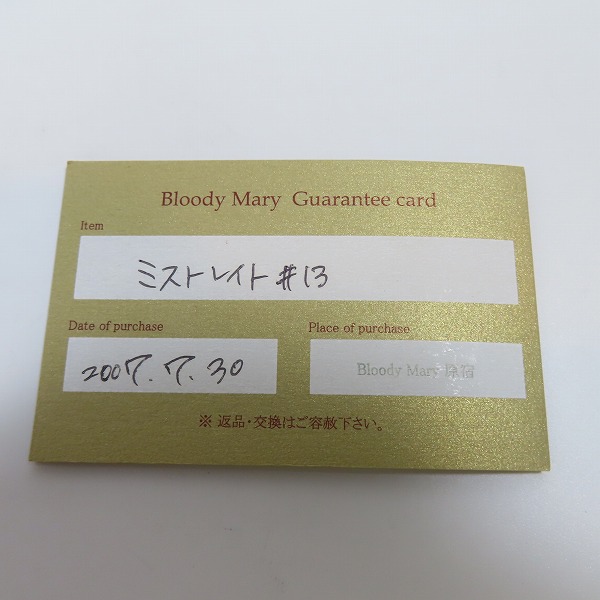 Bloody Mary Guarantee card
Item
ミストレイト #13
Date of purchase
Place of purchase
2007.7.30
Bloody Mary 原宿
※ 返品・交換はご容赦下さい。